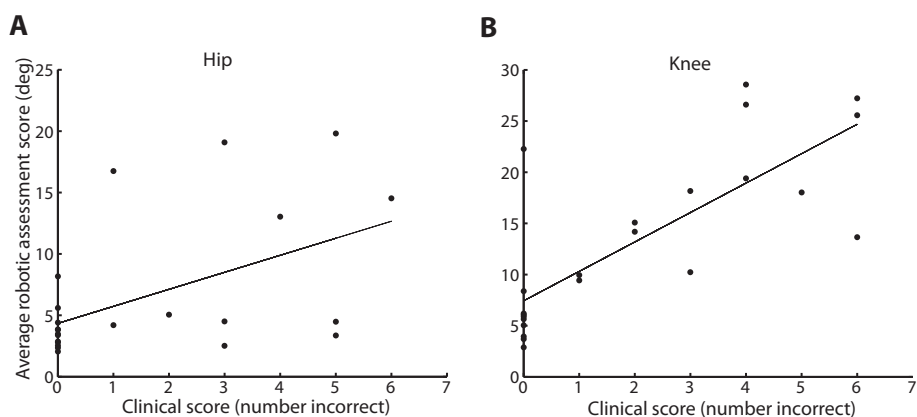 A
Hip
Average robotic assessment score (deg)
25
20
15
10
5
0
0 1 2 3 4 5 6 7
Clinical score (number incorrect)
B
Knee
30
25
20
15
10
5
0
0 1 2 3 4 5 6 7
Clinical score (number incorrect)